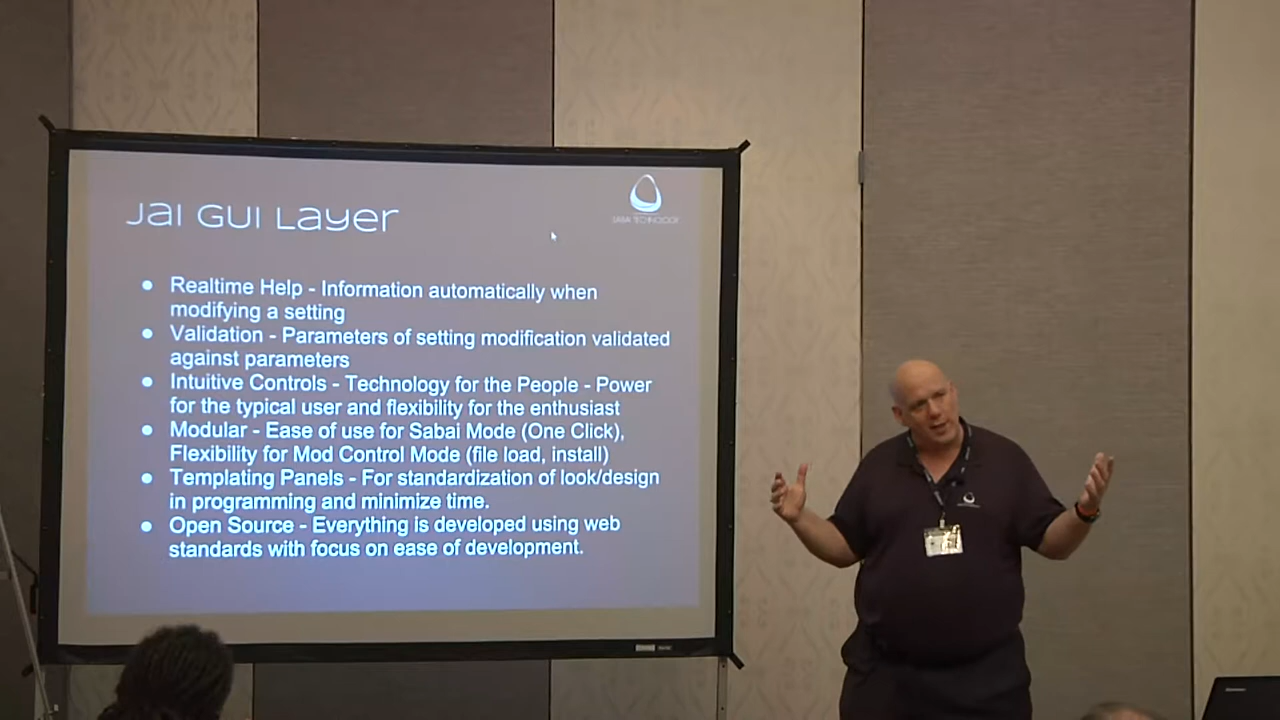 Jai GUI Layer
SABAI TECHNOLOGY
● Realtime Help - Information automatically when
modifying a setting
● Validation - Parameters of setting modification validated
against parameters
● Intuitive Controls - Technology for the People - Power
for the typical user and flexibility for the enthusiast
● Modular - Ease of use for Sabai Mode (One Click),
Flexibility for Mod Control Mode (file load, install)
● Templating Panels - For standardization of look/design
in programming and minimize time.
● Open Source - Everything is developed using web
standards with focus on ease of development.